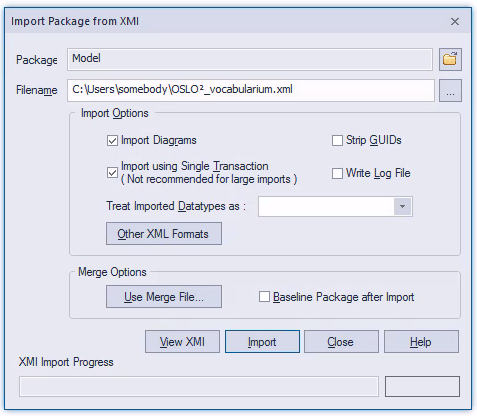 Import Package from XMI
Package
Model
Filename
C:\Users\somebody\OSLO²_vocabularium.xml
...
Import Options
Import Diagrams
Strip GUIDs
Import using Single Transaction
( Not recommended for large imports )
Write Log File
Treat Imported Datatypes as :
Other XML Formats
Merge Options
Use Merge File...
Baseline Package after Import
View XMI
Import
Close
Help
XMI Import Progress